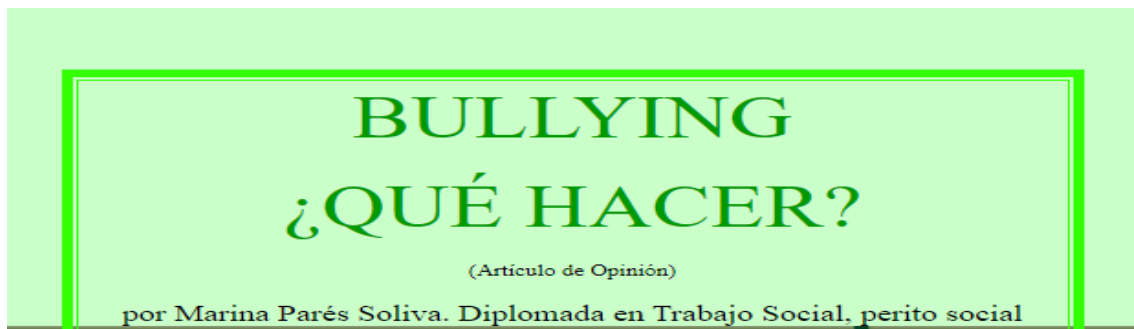 BULLYING
¿QUÉ HACER?
(Artículo de Opinión)
por Marina Parés Soliva. Diplomada en Trabajo Social, perito social